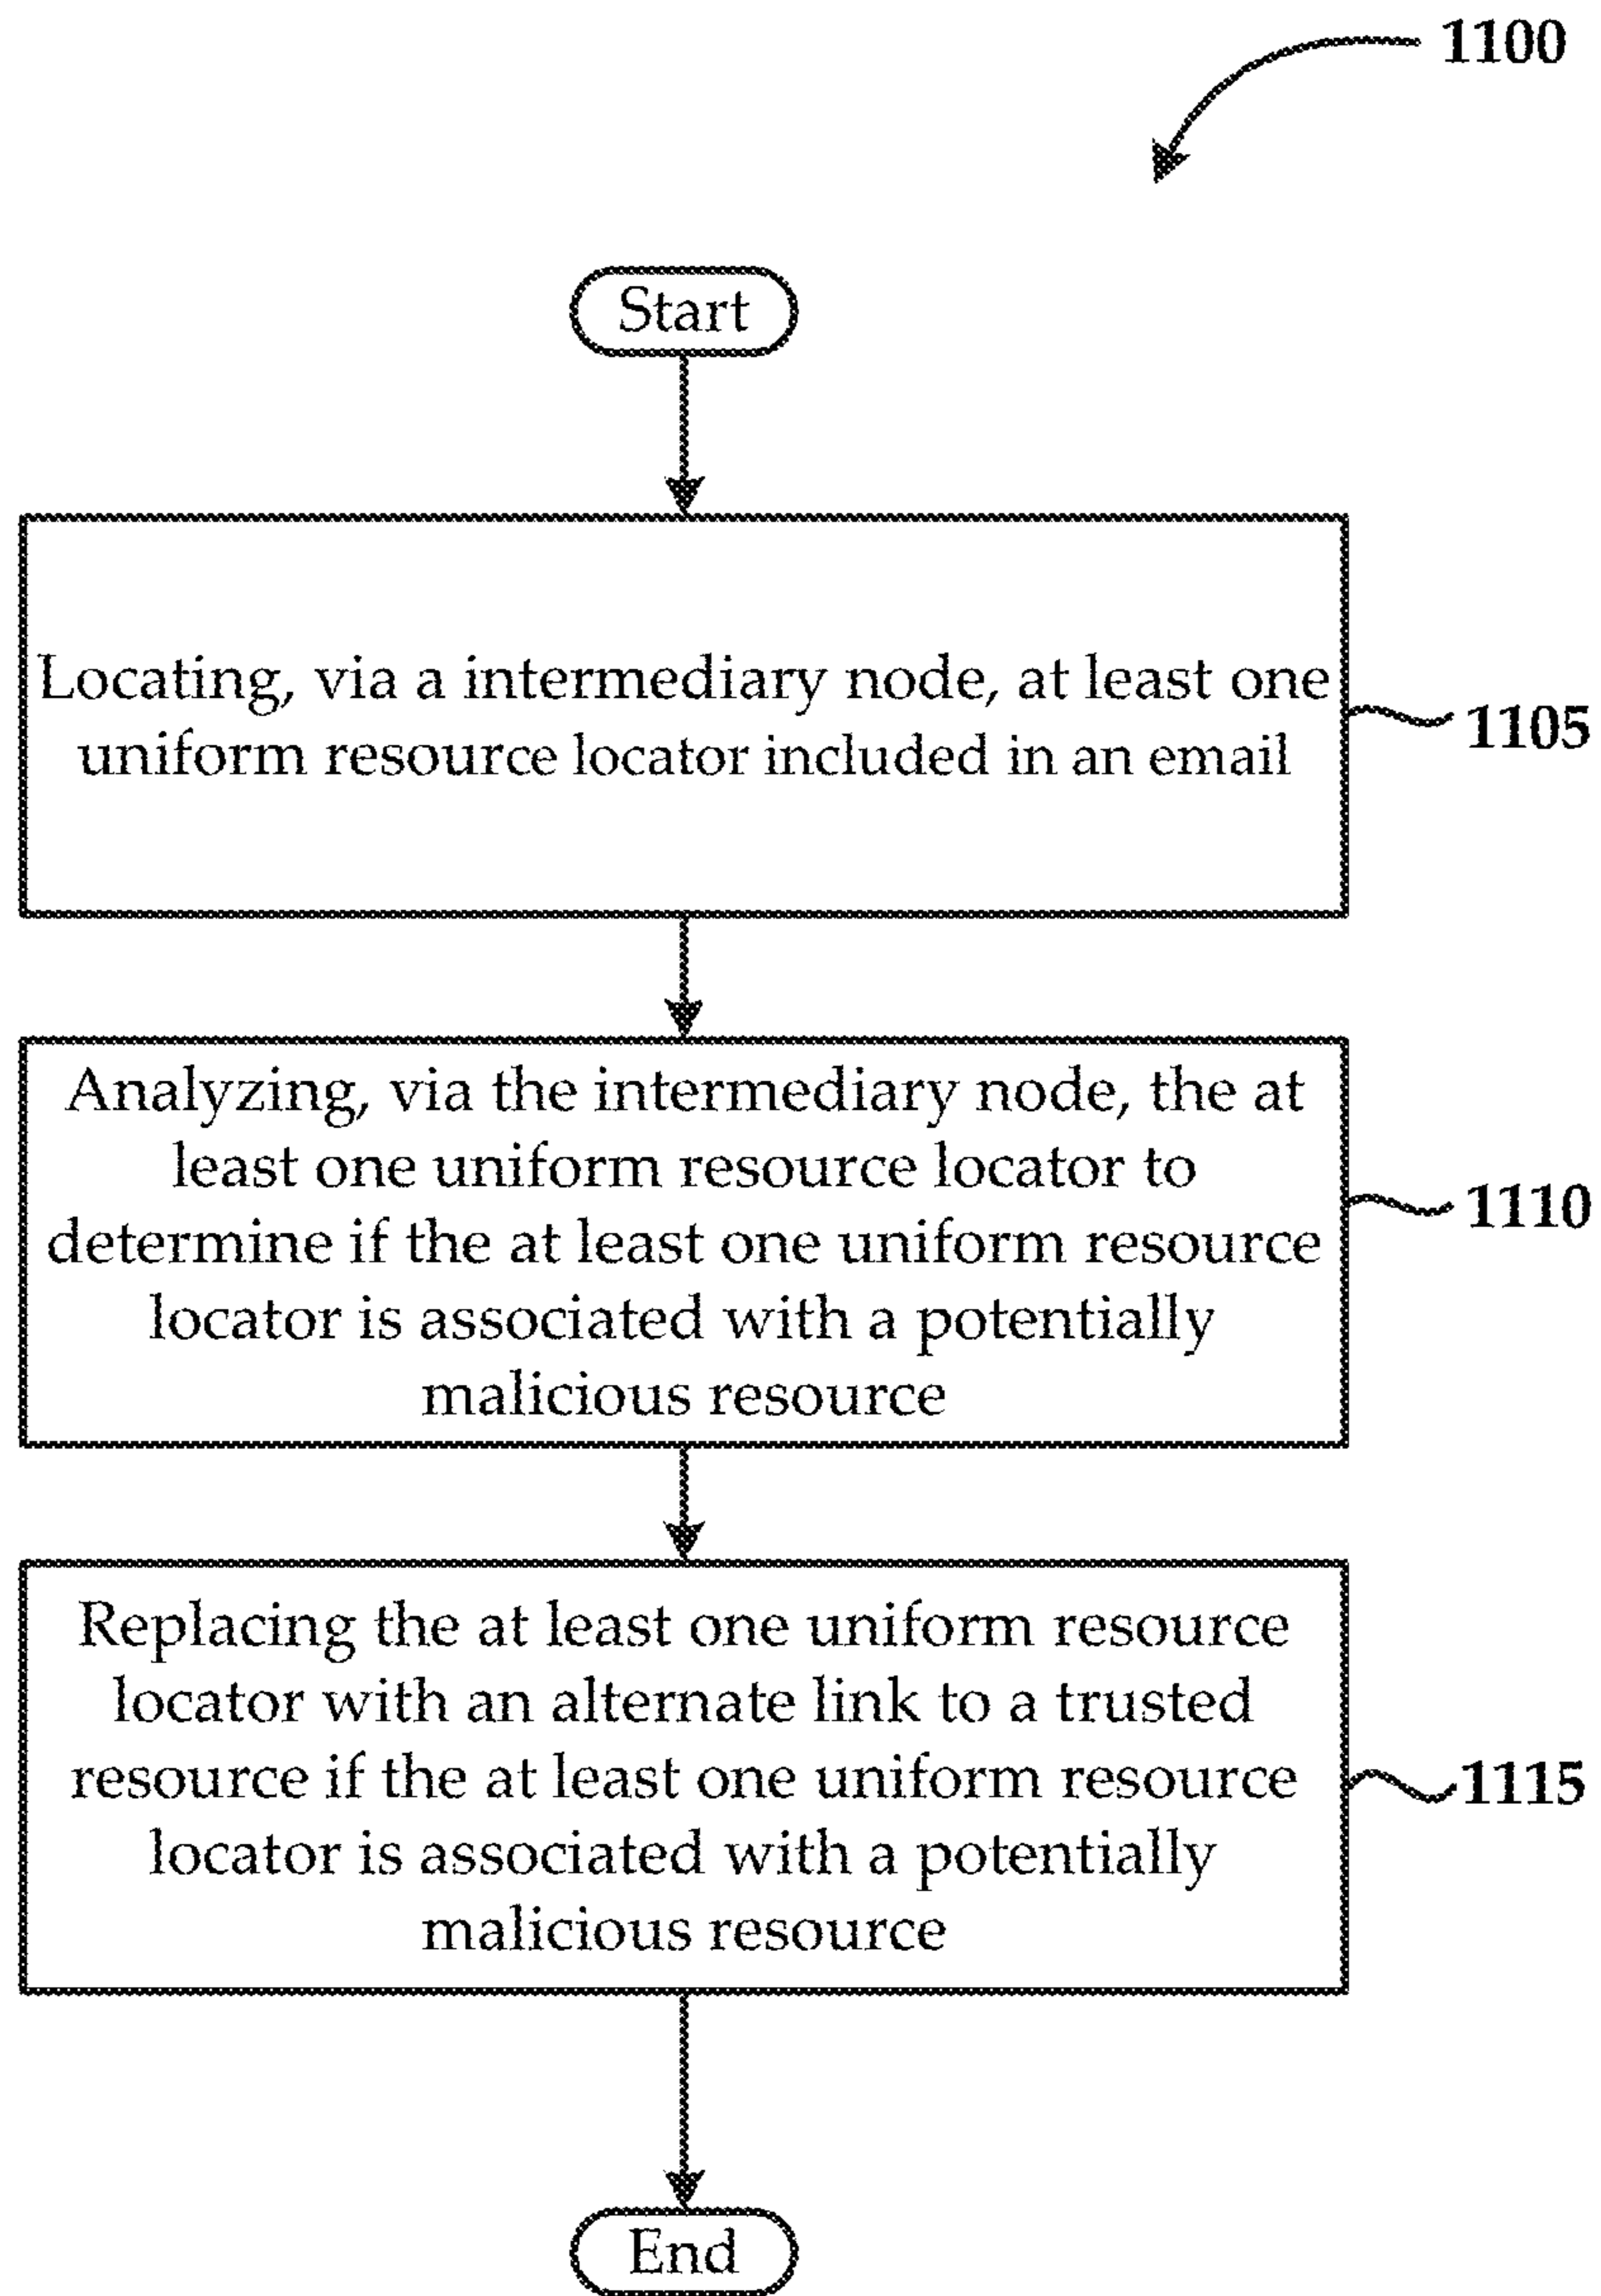 1100
Start
Locating, via a intermediary node, at least one
uniform resource locator included in an email
1105
Analyzing, via the intermediary node, the at
least one uniform resource locator to
determine if the at least one uniform resource
locator is associated with a potentially
malicious resource
1110
Replacing the at least one uniform resource
locator with an alternate link to a trusted
resource if the at least one uniform resource
locator is associated with a potentially
malicious resource
1115
End